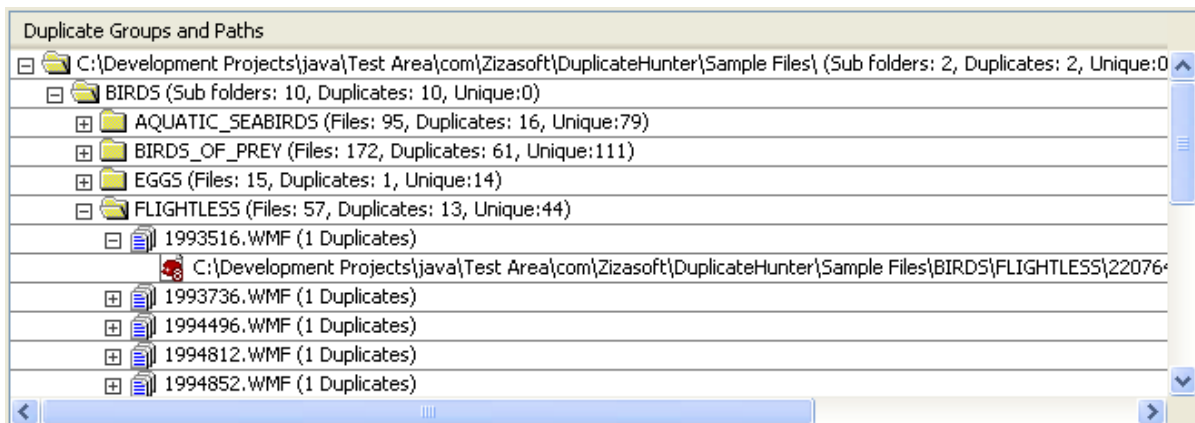 Duplicate Groups and Paths
C:\Development Projects\java\Test Area\com\Zizasoft\DuplicateHunter\Sample Files\ (Sub folders: 2, Duplicates: 2, Unique:0
BIRDS (Sub folders: 10, Duplicates: 10, Unique:0)
AQUATIC_SEABIRDS (Files: 95, Duplicates: 16, Unique:79)
BIRDS_OF_PREY (Files: 172, Duplicates: 61, Unique:111)
EGGS (Files: 15, Duplicates: 1, Unique:14)
FLIGHTLESS (Files: 57, Duplicates: 13, Unique:44)
1993516.WMF (1 Duplicates)
C:\Development Projects\java\Test Area\com\Zizasoft\DuplicateHunter\Sample Files\BIRDS\FLIGHTLESS\220764
1993736.WMF (1 Duplicates)
1994496.WMF (1 Duplicates)
1994812.WMF (1 Duplicates)
1994852.WMF (1 Duplicates)